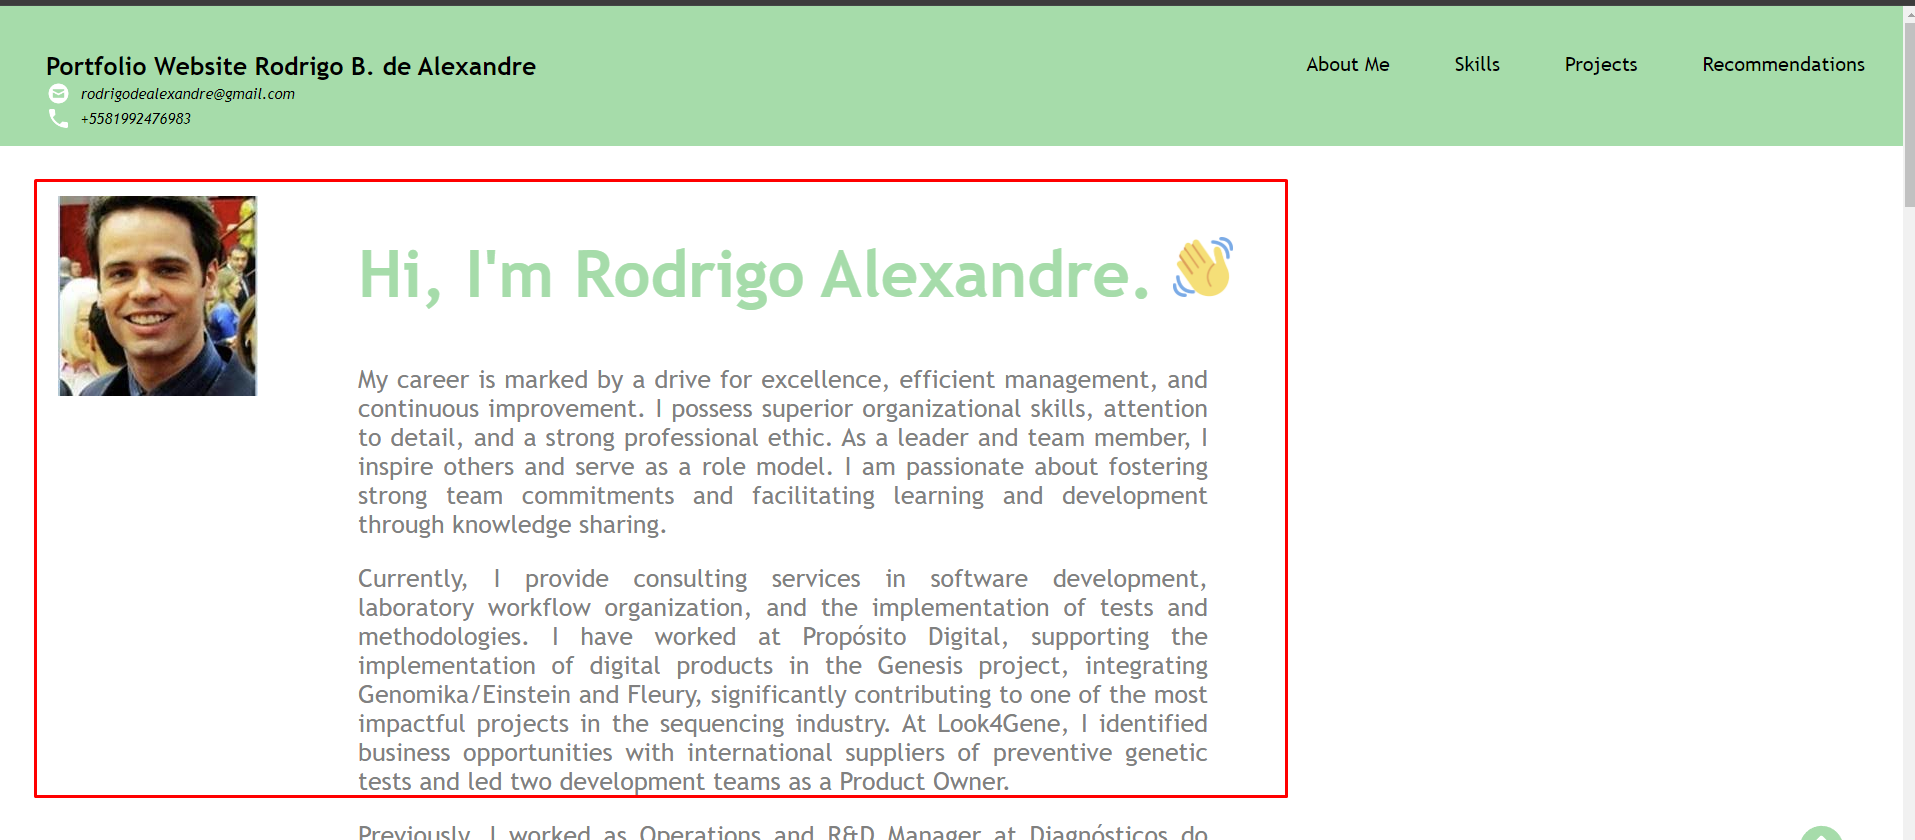 Portfolio Website Rodrigo B. de Alexandre
rodrigodealexandre@gmail.com
+5581992476983
About Me
Skills
Projects
Recommendations
Hi, I'm Rodrigo Alexandre. 👋
My career is marked by a drive for excellence, efficient management, and
continuous improvement. I possess superior organizational skills, attention
to detail, and a strong professional ethic. As a leader and team member, I
inspire others and serve as a role model. I am passionate about fostering
strong team commitments and facilitating learning and development
through knowledge sharing.
Currently, I provide consulting services in software development,
laboratory workflow organization, and the implementation of tests and
methodologies. I have worked at Propósito Digital, supporting the
implementation of digital products in the Genesis project, integrating
Genomika/Einstein and Fleury, significantly contributing to one of the most
impactful projects in the sequencing industry. At Look4Gene, I identified
business opportunities with international suppliers of preventive genetic
tests and led two development teams as a Product Owner.
Previously, I worked as Operations and R&D Manager at Diagnósticos do